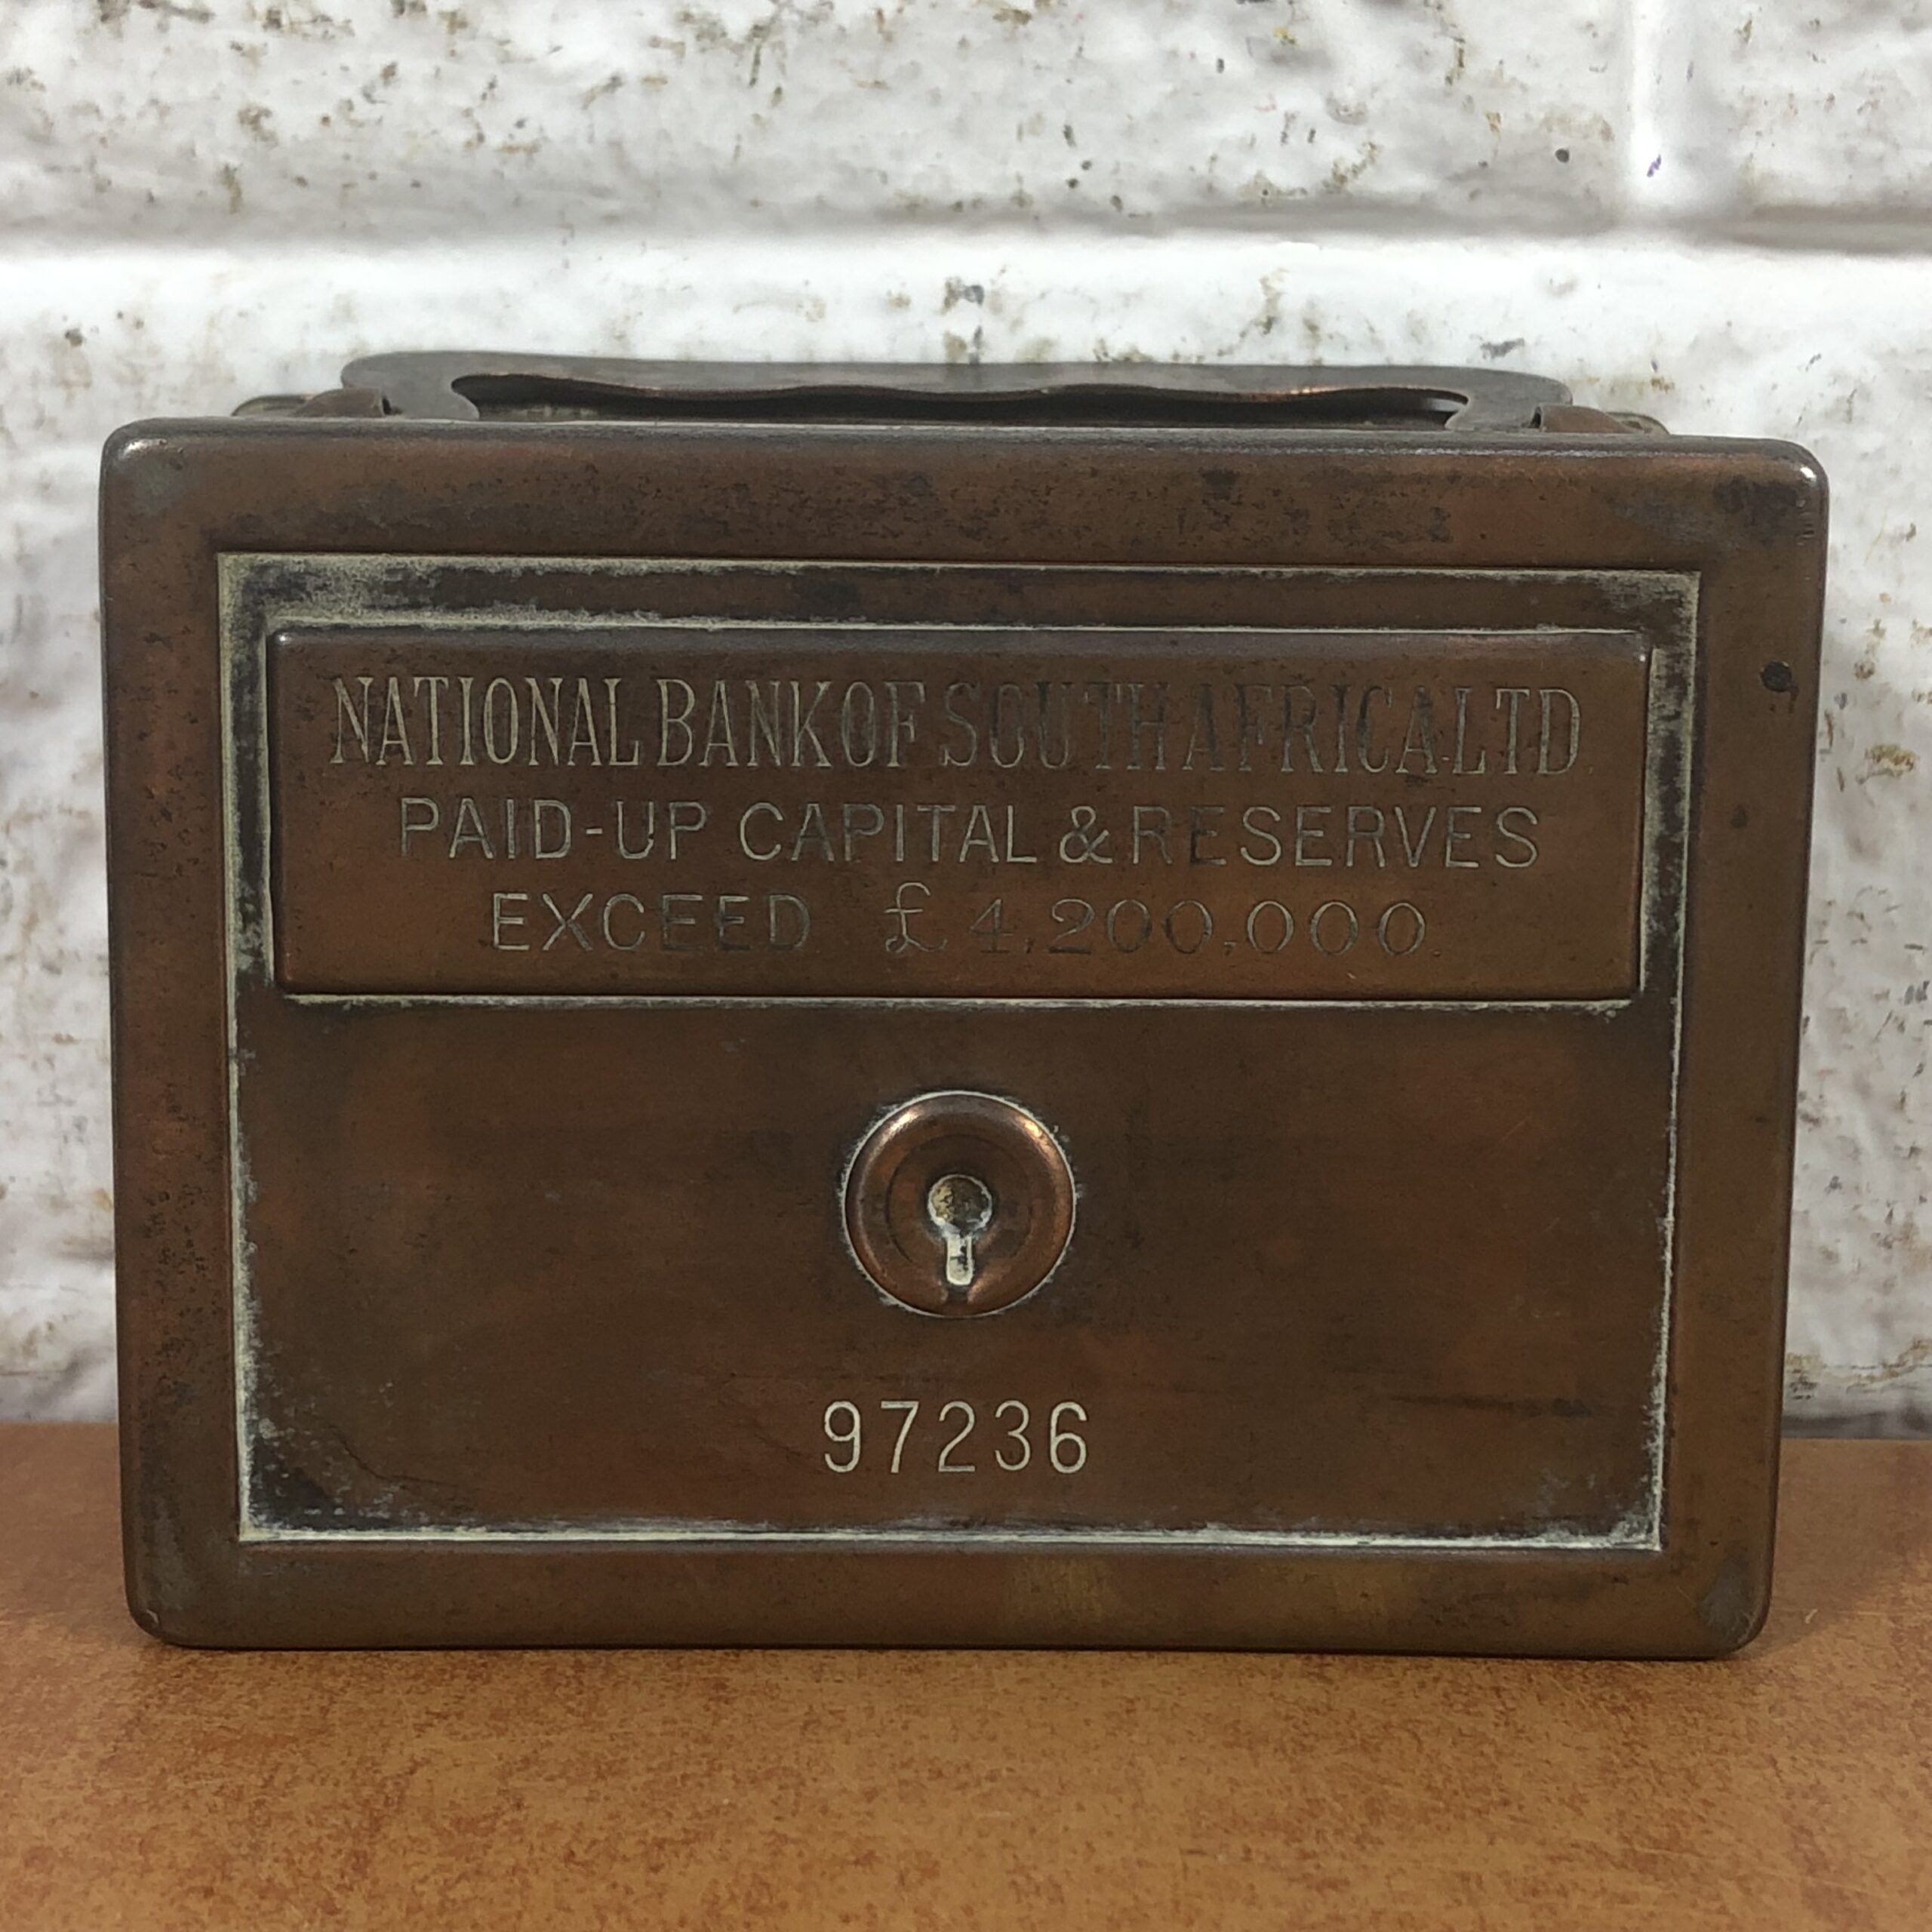 NATIONAL BANK OF SOUTH AFRICA LTD.
PAID-UP CAPITAL & RESERVES
EXCEED £4,200,000.
97236